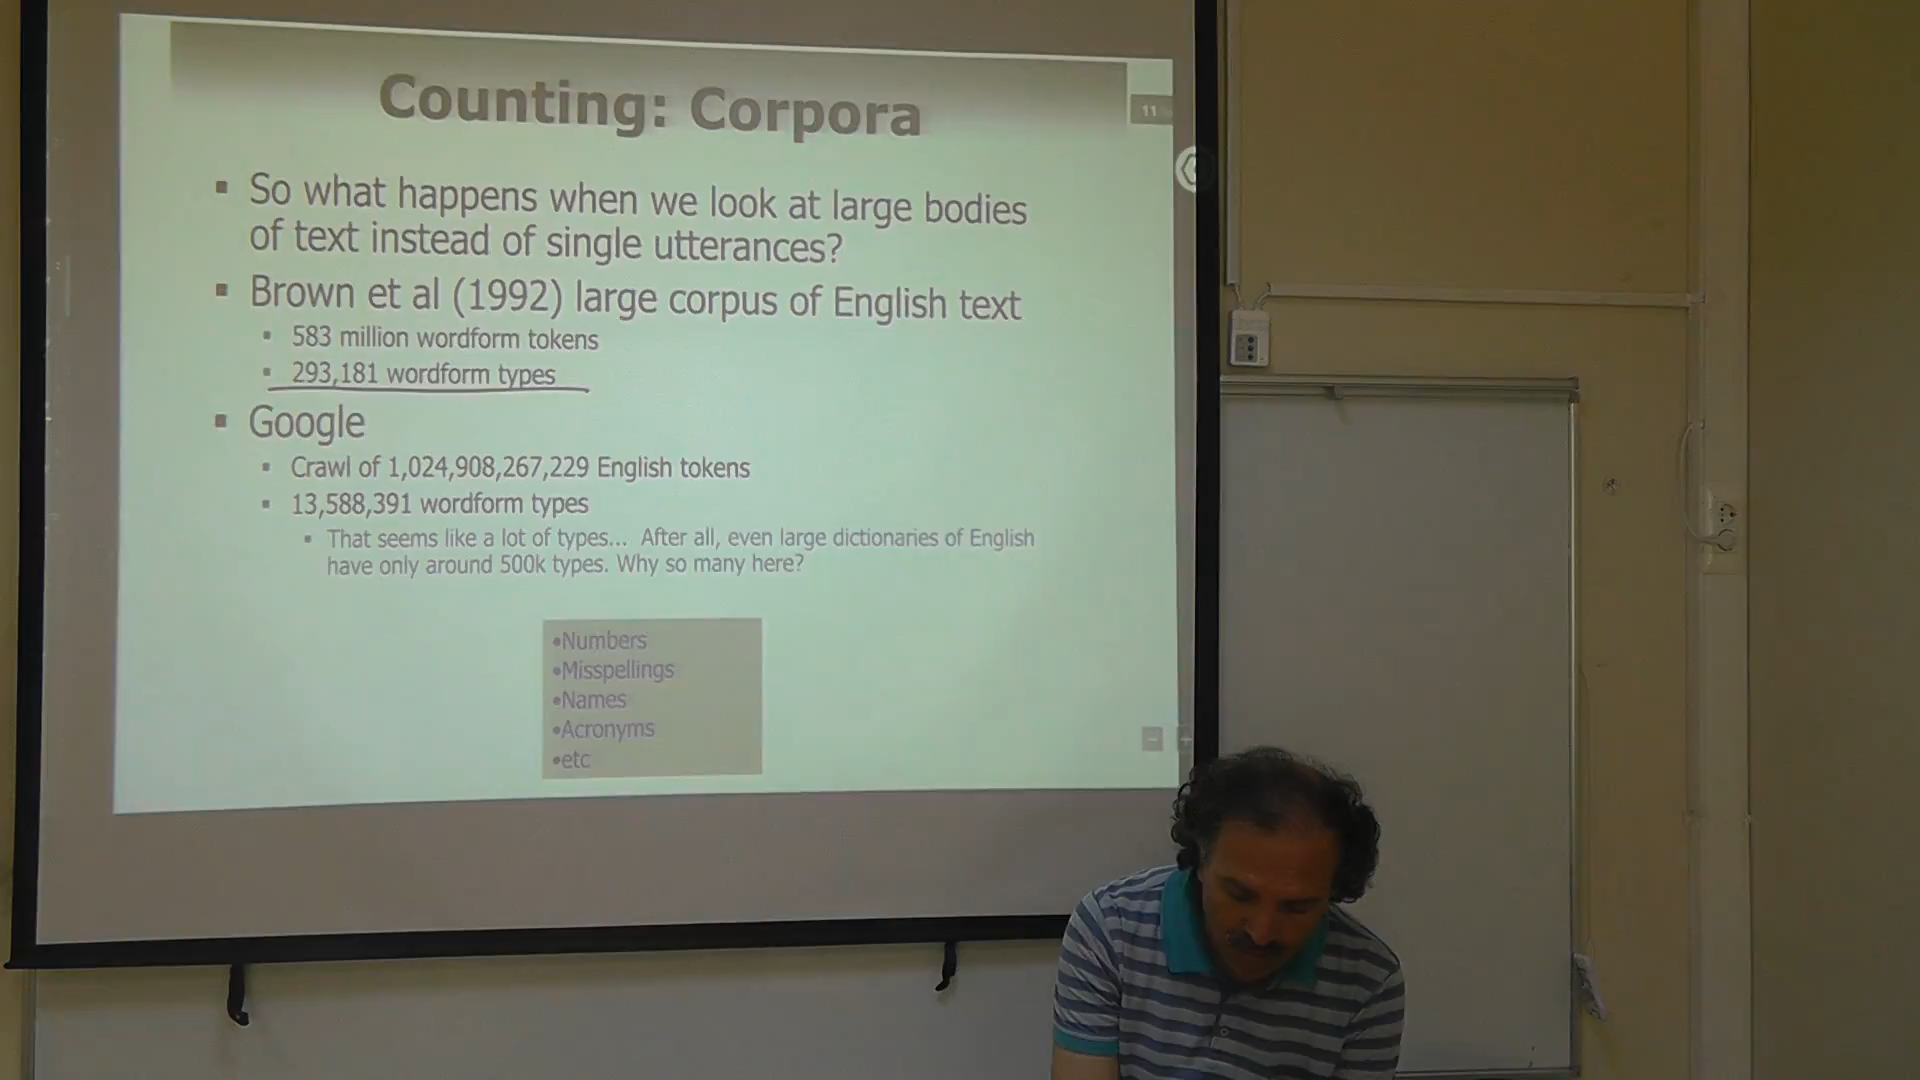 Counting: Corpora
11
▪ So what happens when we look at large bodies
of text instead of single utterances?
▪ Brown et al (1992) large corpus of English text
▪ 583 million wordform tokens
▪ 293,181 wordform types
▪ Google
▪ Crawl of 1,024,908,267,229 English tokens
▪ 13,588,391 wordform types
▪ That seems like a lot of types... After all, even large dictionaries of English
have only around 500k types. Why so many here?
•Numbers
•Misspellings
•Names
•Acronyms
•etc